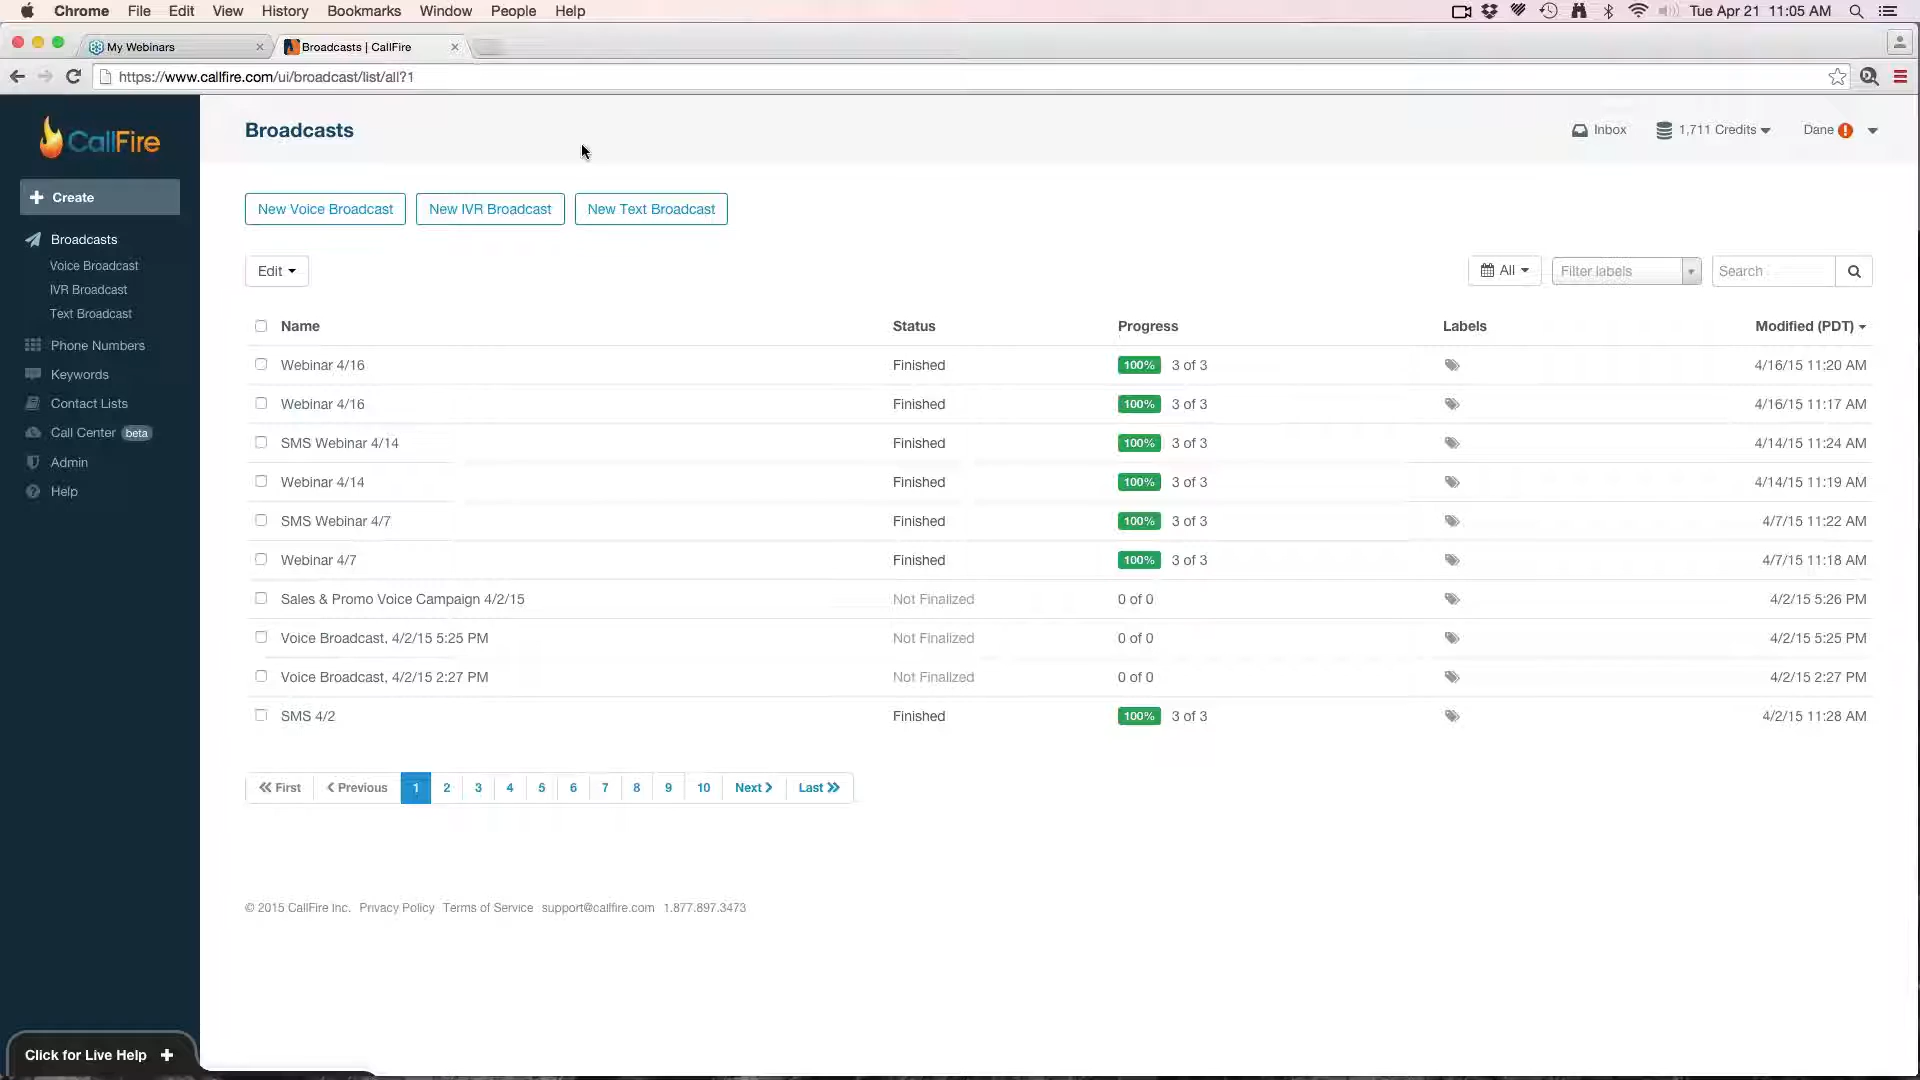 Chrome File Edit View History Bookmarks Window People Help Tue Apr 21 11:05 AM
My Webinars Broadcasts | CallFire
https://www.callfire.com/ui/broadcast/list/all?1
CallFire
Broadcasts
Inbox 1,711 Credits Dane !
Create
New Voice Broadcast New IVR Broadcast New Text Broadcast
Broadcasts
Voice Broadcast
IVR Broadcast
Text Broadcast
Phone Numbers
Keywords
Contact Lists
Call Center beta
Admin
Help
Edit All Filter labels Search
Name Status Progress Labels Modified (PDT)
Webinar 4/16 Finished 100% 3 of 3 4/16/15 11:20 AM
Webinar 4/16 Finished 100% 3 of 3 4/16/15 11:17 AM
SMS Webinar 4/14 Finished 100% 3 of 3 4/14/15 11:24 AM
Webinar 4/14 Finished 100% 3 of 3 4/14/15 11:19 AM
SMS Webinar 4/7 Finished 100% 3 of 3 4/7/15 11:22 AM
Webinar 4/7 Finished 100% 3 of 3 4/7/15 11:18 AM
Sales & Promo Voice Campaign 4/2/15 Not Finalized 0 of 0 4/2/15 5:26 PM
Voice Broadcast, 4/2/15 5:25 PM Not Finalized 0 of 0 4/2/15 5:25 PM
Voice Broadcast, 4/2/15 2:27 PM Not Finalized 0 of 0 4/2/15 2:27 PM
SMS 4/2 Finished 100% 3 of 3 4/2/15 11:28 AM
First Previous 1 2 3 4 5 6 7 8 9 10 Next Last
© 2015 CallFire Inc. Privacy Policy Terms of Service support@callfire.com 1.877.897.3473
Click for Live Help +